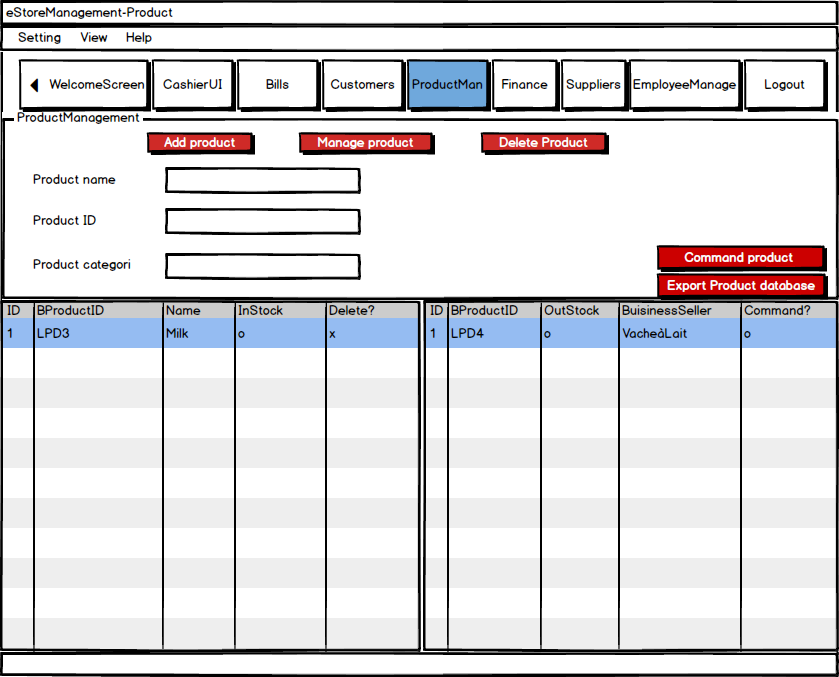 eStoreManagement-Product
Setting View Help
WelcomeScreen CashierUI Bills Customers ProductMan Finance Suppliers EmployeeManage Logout
ProductManagement
Add product Manage product Delete Product
Product name
Product ID
Product categori
Command product
Export Product database
ID BProductID Name InStock Delete? ID BProductID OutStock BuisinessSeller Command?
1 LPD3 Milk o x 1 LPD4 o VacheàLait o